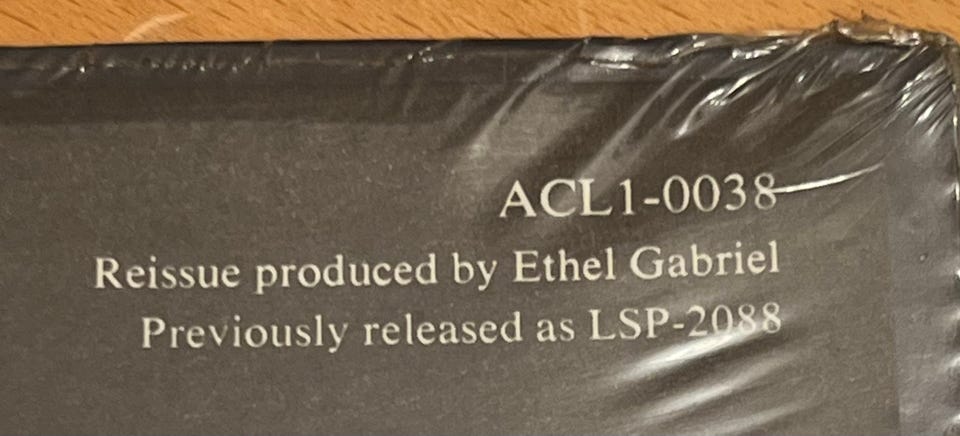 ACL1-0038
Reissue produced by Ethel Gabriel
Previously released as LSP-2088